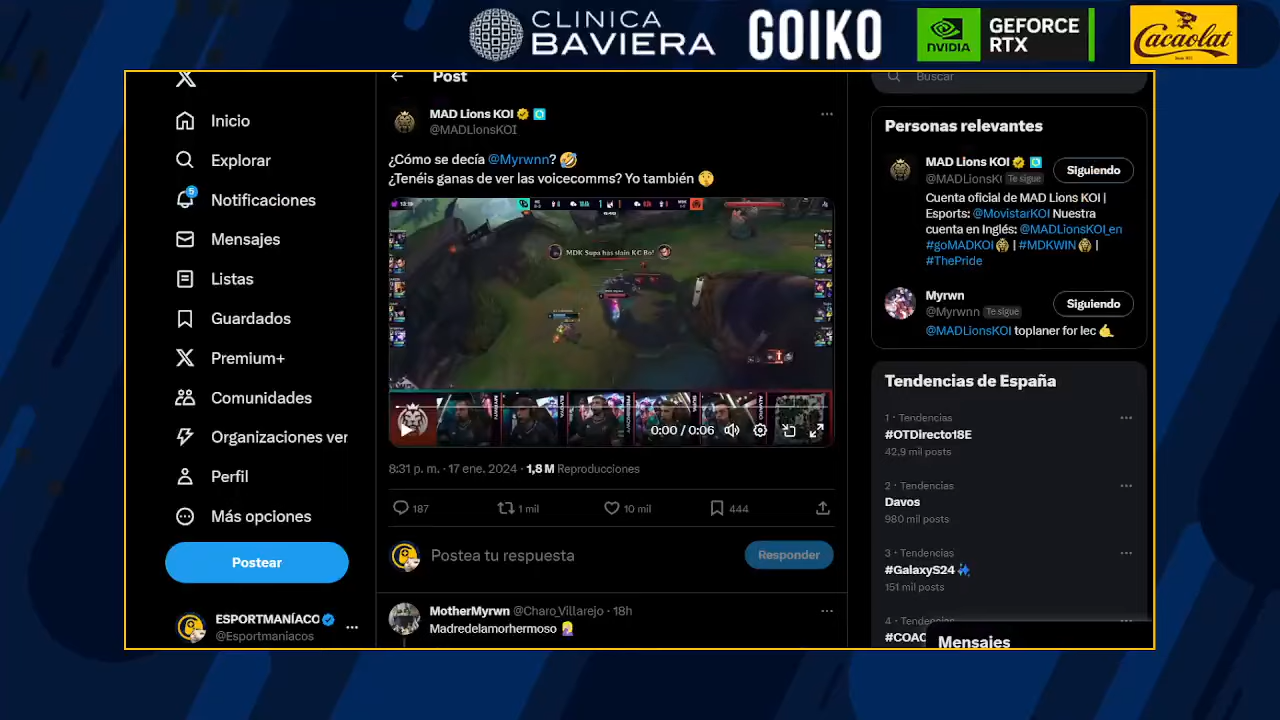 CLINICA
BAVIERA
GOIKO
NVIDIA
GEFORCE
RTX
Cacaolat
Post
Buscar
Inicio
Explorar
5
Notificaciones
Mensajes
Listas
Guardados
Premium+
Comunidades
Organizaciones ver
Perfil
Más opciones
Postear
ESPORTMANÍACO
@Esportmaniacos
MAD Lions KOI
@MADLionsKOI
¿Cómo se decía @Myrwnn? 🤣
¿Tenéis ganas de ver las voicecomms? Yo también 🤫
MDK Supa has slain KC Bo!
0:00 / 0:06
8:31 p. m. · 17 ene. 2024 · 1,8 M Reproducciones
187
1 mil
10 mil
444
Postea tu respuesta
Responder
MotherMyrwn @Charo_Villarejo · 18h
Madredelamorhermoso 🤦‍♀️
Personas relevantes
MAD Lions KOI
@MADLionsK Te sigue
Siguiendo
Cuenta oficial de MAD Lions KOI |
Esports: @MovistarKOI Nuestra
cuenta en Inglés: @MADLionsKOI_en
#goMADKOI | #MDKWIN |
#ThePride
Myrwn
@Myrwnn Te sigue
Siguiendo
@MADLionsKOI toplaner for lec
Tendencias de España
1 · Tendencias
#OTDirecto18E
42,9 mil posts
2 · Tendencias
Davos
980 mil posts
3 · Tendencias
#GalaxyS24
151 mil posts
4 · Tendencias
#COAC
Mensajes